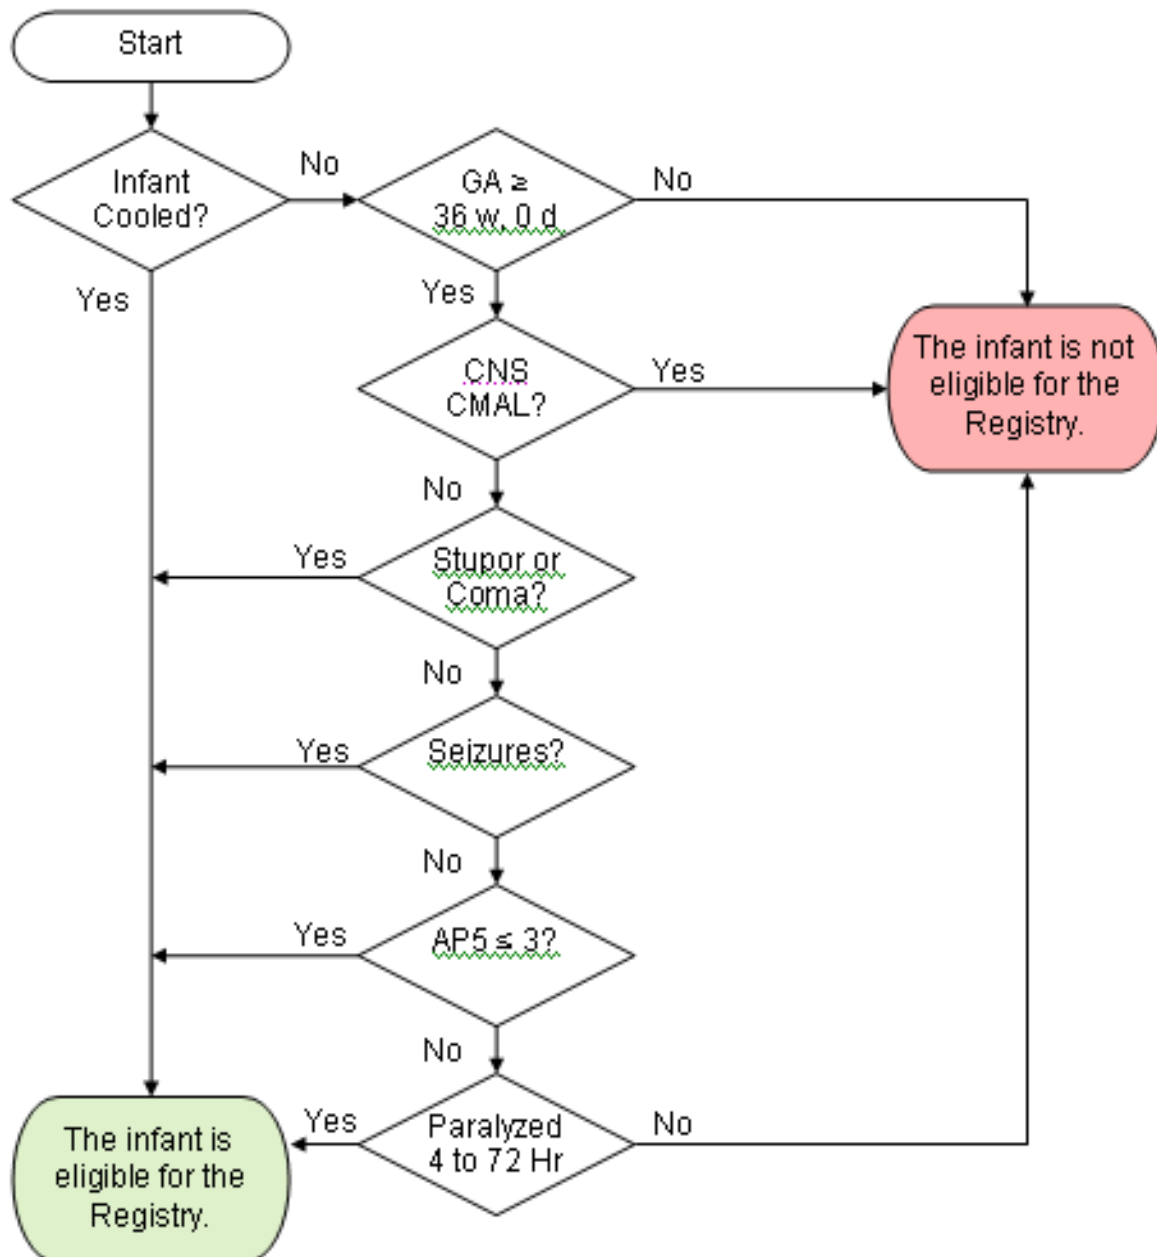 Start
Infant
Cooled?
No
GA ≥
36 w, 0 d
No
Yes
Yes
The infant is not
eligible for the
Registry.
CNS
CMAL?
Yes
No
Yes
Stupor or
Coma?
No
Yes
Seizures?
No
Yes
AP5 ≤ 3?
No
The infant is
eligible for the
Registry.
Yes
Paralyzed
4 to 72 Hr
No